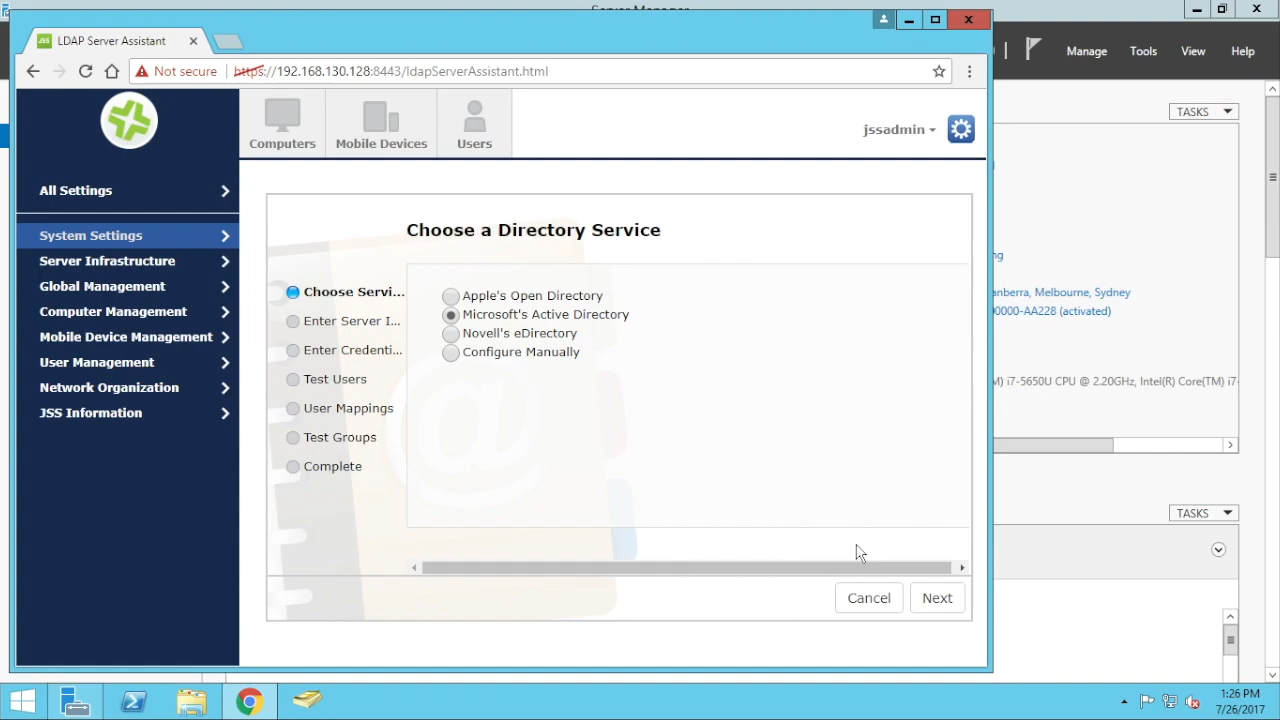 Server Manager
LDAP Server Assistant
Not secure
https://192.168.130.128:8443/ldapServerAssistant.html
Manage
Tools
View
Help
Computers
Mobile Devices
Users
jssadmin
TASKS
All Settings
System Settings
Server Infrastructure
Global Management
Computer Management
Mobile Device Management
User Management
Network Organization
JSS Information
Choose a Directory Service
Choose Servi...
Enter Server I...
Enter Credenti...
Test Users
User Mappings
Test Groups
Complete
Apple's Open Directory
Microsoft's Active Directory
Novell's eDirectory
Configure Manually
Cancel
Next
ng
anberra, Melbourne, Sydney
0000-AA228 (activated)
M) i7-5650U CPU @ 2.20GHz, Intel(R) Core(TM) i7-
TASKS
1:26 PM
7/26/2017